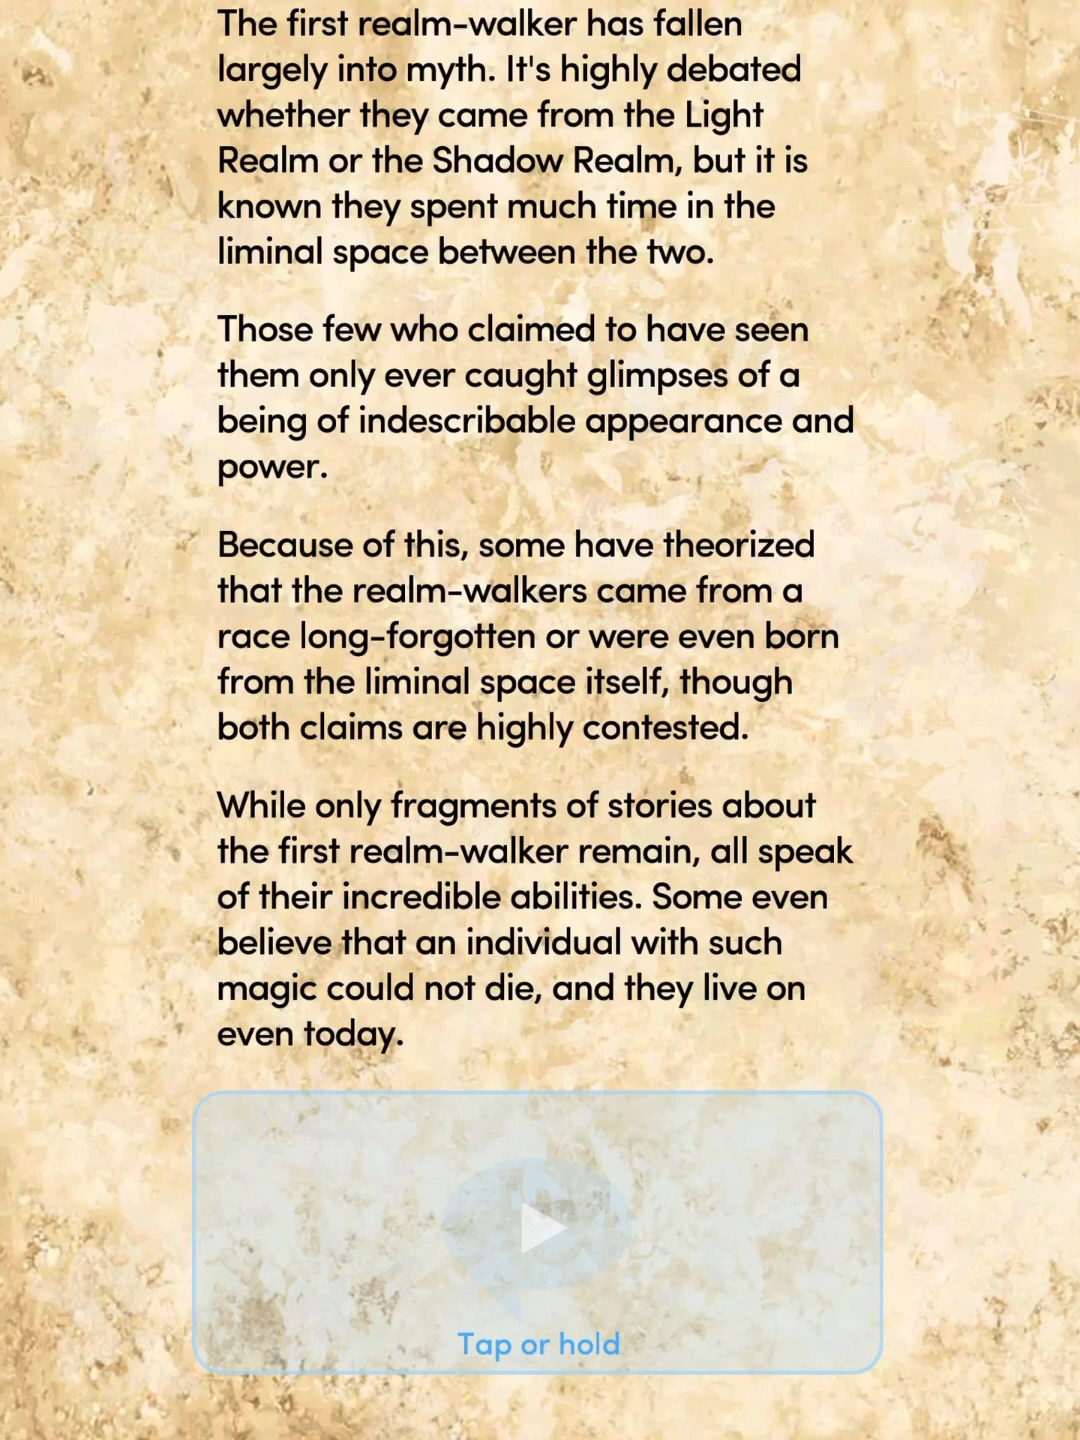 The first realm-walker has fallen
largely into myth. It's highly debated
whether they came from the Light
Realm or the Shadow Realm, but it is
known they spent much time in the
liminal space between the two.
Those few who claimed to have seen
them only ever caught glimpses of a
being of indescribable appearance and
power.
Because of this, some have theorized
that the realm-walkers came from a
race long-forgotten or were even born
from the liminal space itself, though
both claims are highly contested.
While only fragments of stories about
the first realm-walker remain, all speak
of their incredible abilities. Some even
believe that an individual with such
magic could not die, and they live on
even today.
Tap or hold